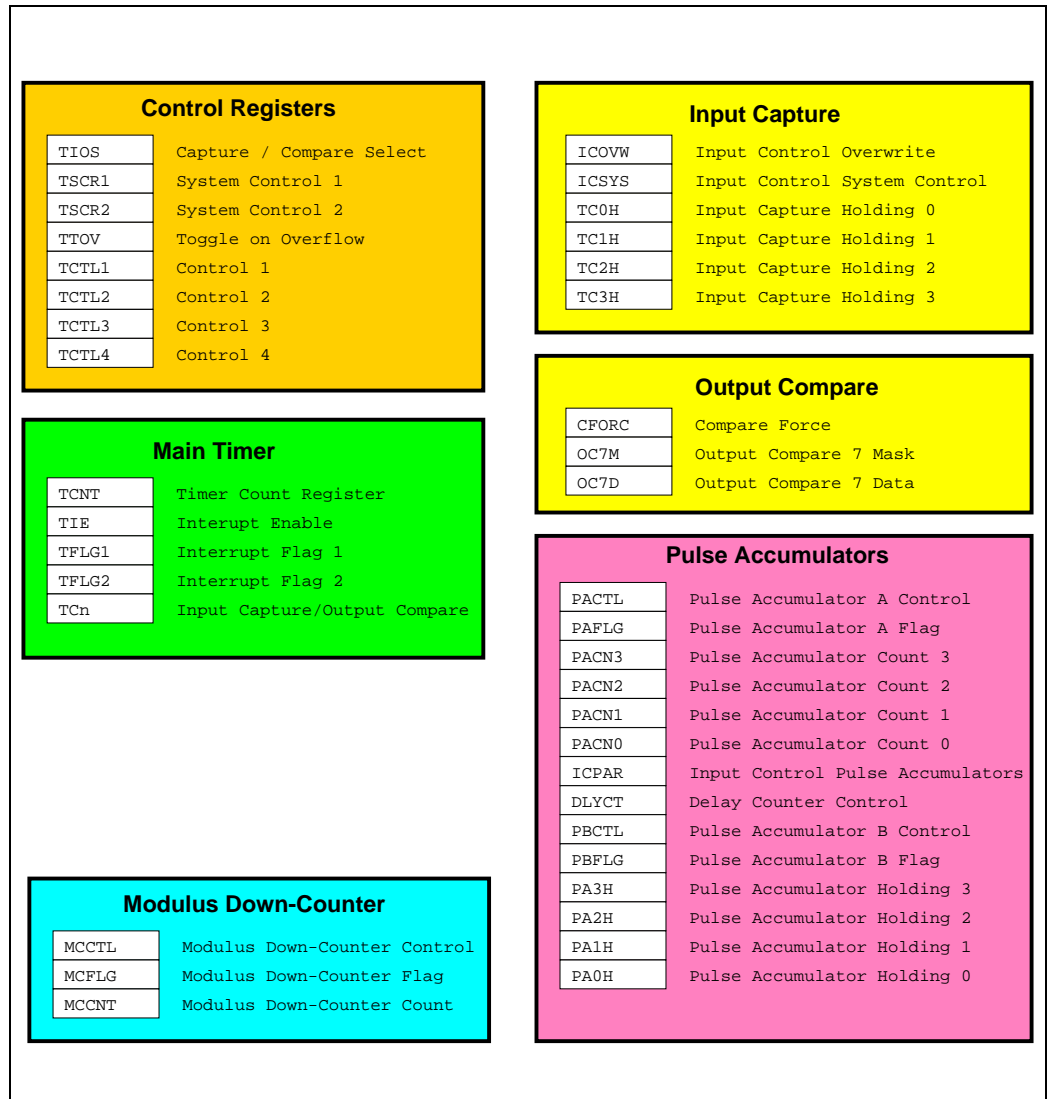 Control Registers
TIOS Capture / Compare Select
TSCR1 System Control 1
TSCR2 System Control 2
TTOV Toggle on Overflow
TCTL1 Control 1
TCTL2 Control 2
TCTL3 Control 3
TCTL4 Control 4
Main Timer
TCNT Timer Count Register
TIE Interupt Enable
TFLG1 Interrupt Flag 1
TFLG2 Interrupt Flag 2
TCn Input Capture/Output Compare
Modulus Down-Counter
MCCTL Modulus Down-Counter Control
MCFLG Modulus Down-Counter Flag
MCCNT Modulus Down-Counter Count
Input Capture
ICOVW Input Control Overwrite
ICSYS Input Control System Control
TC0H Input Capture Holding 0
TC1H Input Capture Holding 1
TC2H Input Capture Holding 2
TC3H Input Capture Holding 3
Output Compare
CFORC Compare Force
OC7M Output Compare 7 Mask
OC7D Output Compare 7 Data
Pulse Accumulators
PACTL Pulse Accumulator A Control
PAFLG Pulse Accumulator A Flag
PACN3 Pulse Accumulator Count 3
PACN2 Pulse Accumulator Count 2
PACN1 Pulse Accumulator Count 1
PACN0 Pulse Accumulator Count 0
ICPAR Input Control Pulse Accumulators
DLYCT Delay Counter Control
PBCTL Pulse Accumulator B Control
PBFLG Pulse Accumulator B Flag
PA3H Pulse Accumulator Holding 3
PA2H Pulse Accumulator Holding 2
PA1H Pulse Accumulator Holding 1
PA0H Pulse Accumulator Holding 0